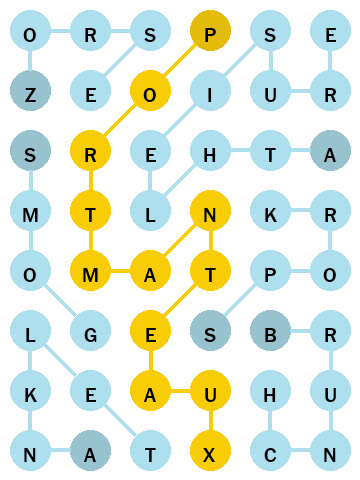 O R S P S E
Z E O I U R
S R E H T A
M T L N K R
O M A T P O
L G E S B R
K E A U H U
N A T X C N